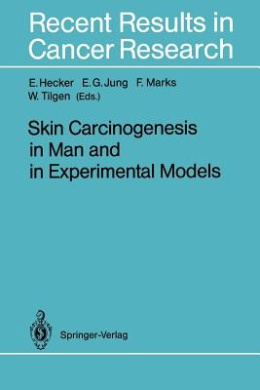 Recent Results in
Cancer Research
E. Hecker E. G. Jung F. Marks
W. Tilgen (Eds.)
Skin Carcinogenesis
in Man and
in Experimental Models
Springer-Verlag